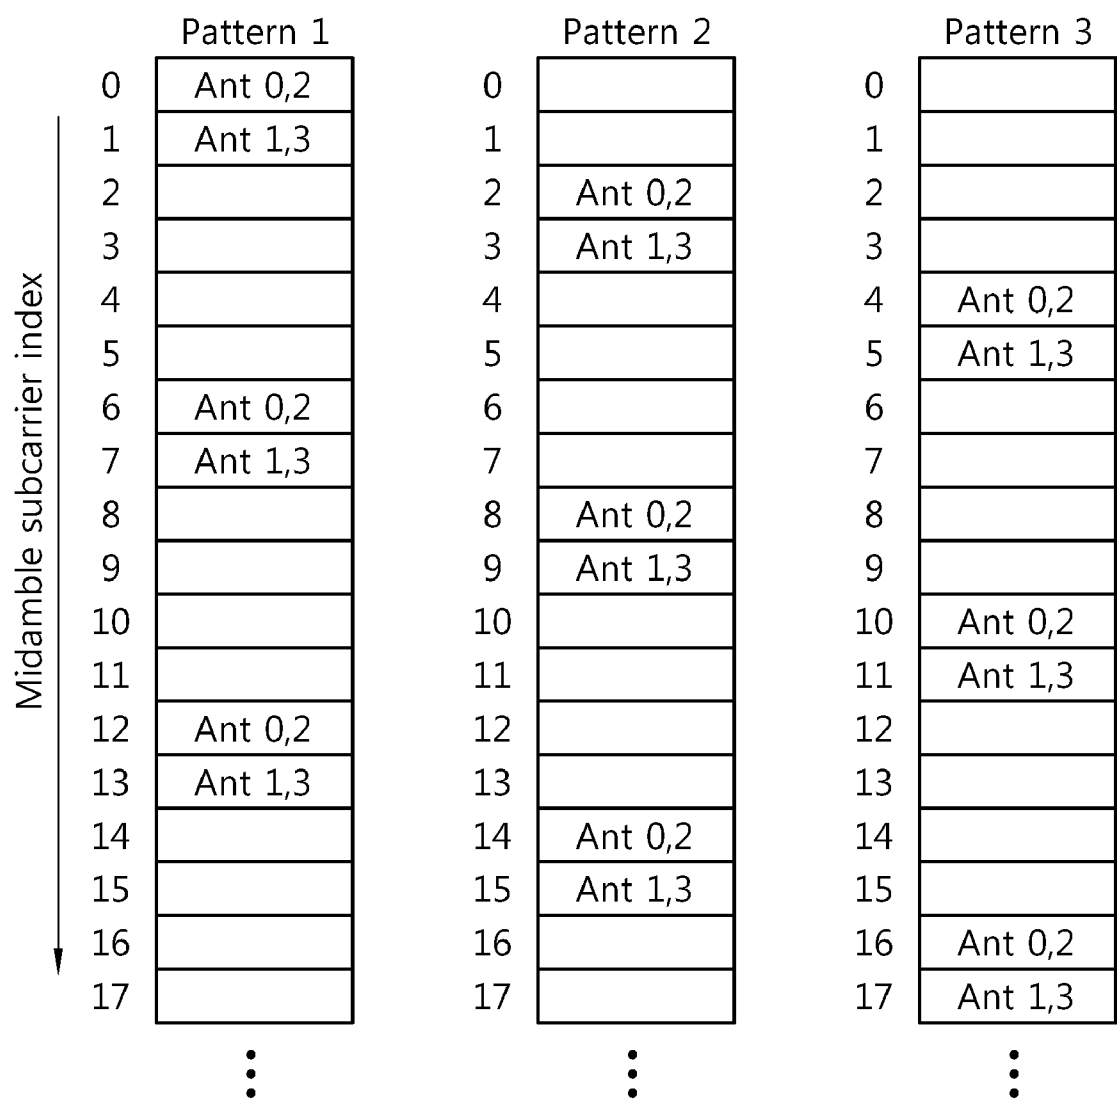 Pattern 1 Pattern 2 Pattern 3
0 Ant 0,2 0 0
1 Ant 1,3 1 1
2 2 Ant 0,2 2
3 3 Ant 1,3 3
4 4 4 Ant 0,2
5 5 5 Ant 1,3
6 Ant 0,2 6 6
7 Ant 1,3 7 7
8 8 Ant 0,2 8
9 9 Ant 1,3 9
10 10 10 Ant 0,2
11 11 11 Ant 1,3
12 Ant 0,2 12 12
13 Ant 1,3 13 13
14 14 Ant 0,2 14
15 15 Ant 1,3 15
16 16 16 Ant 0,2
17 17 17 Ant 1,3
Midamble subcarrier index